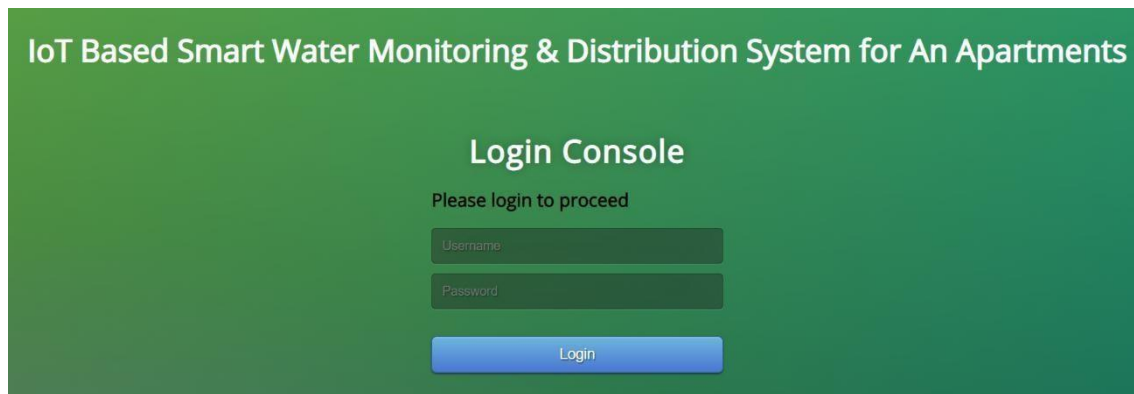 IoT Based Smart Water Monitoring & Distribution System for An Apartments
Login Console
Please login to proceed
Username
Password
Login